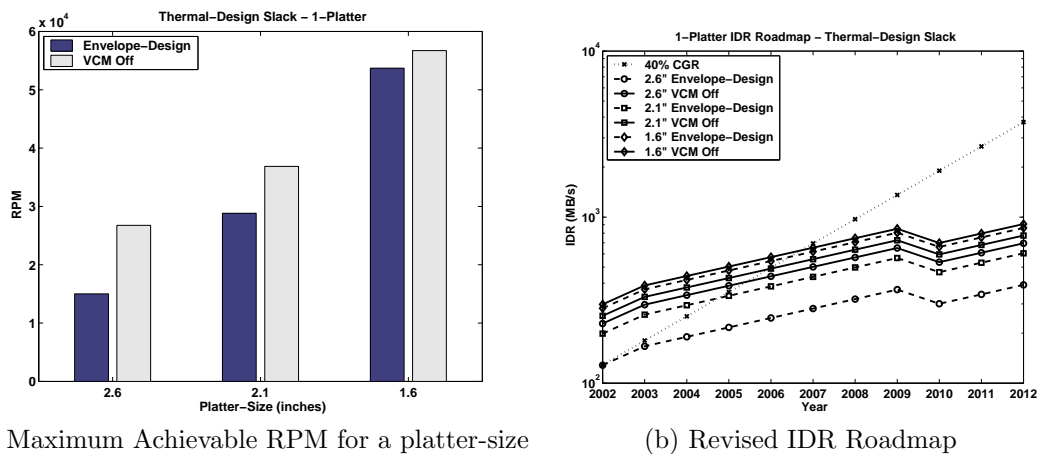 Thermal−Design Slack − 1−Platter
x 10^4
6
5
4
3
2
1
0
RPM
Envelope−Design
VCM Off
2.6
2.1
1.6
Platter−Size (inches)
Maximum Achievable RPM for a platter-size
1−Platter IDR Roadmap − Thermal−Design Slack
10^4
10^3
10^2
IDR (MB/s)
40% CGR
2.6" Envelope−Design
2.6" VCM Off
2.1" Envelope−Design
2.1" VCM Off
1.6" Envelope−Design
1.6" VCM Off
2002 2003 2004 2005 2006 2007 2008 2009 2010 2011 2012
Year
(b) Revised IDR Roadmap